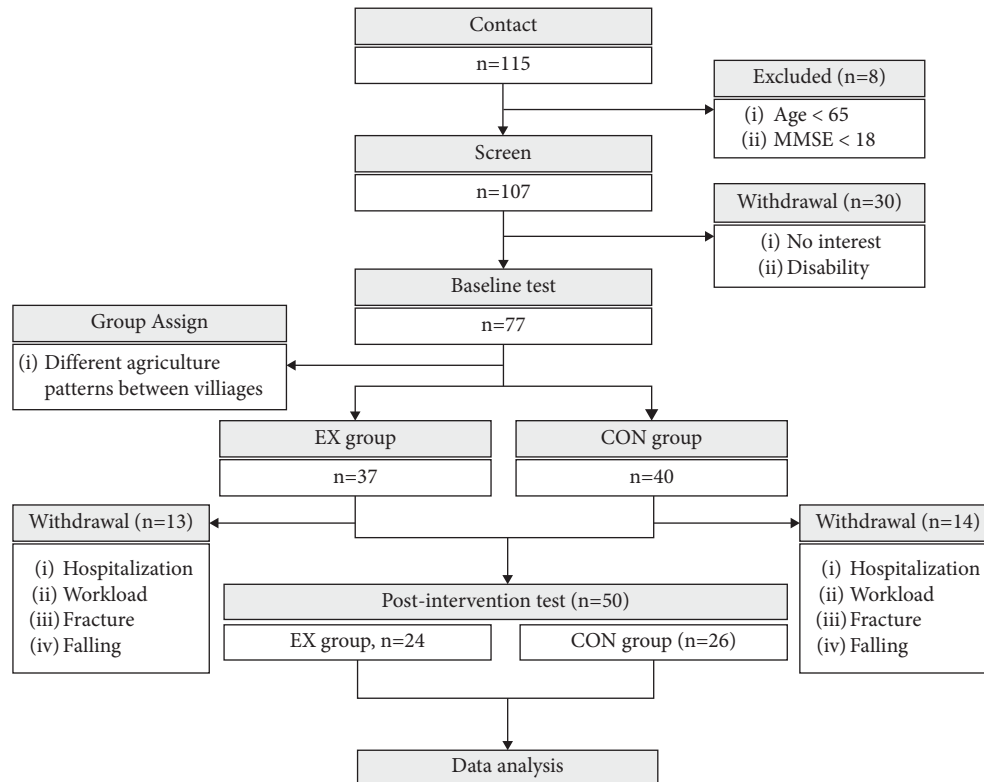 Contact
n=115
Excluded (n=8)
(i) Age < 65
(ii) MMSE < 18
Screen
n=107
Withdrawal (n=30)
(i) No interest
(ii) Disability
Baseline test
n=77
Group Assign
(i) Different agriculture
patterns between villiages
EX group
n=37
CON group
n=40
Withdrawal (n=13)
(i) Hospitalization
(ii) Workload
(iii) Fracture
(iv) Falling
Withdrawal (n=14)
(i) Hospitalization
(ii) Workload
(iii) Fracture
(iv) Falling
Post-intervention test (n=50)
EX group, n=24
CON group (n=26)
Data analysis